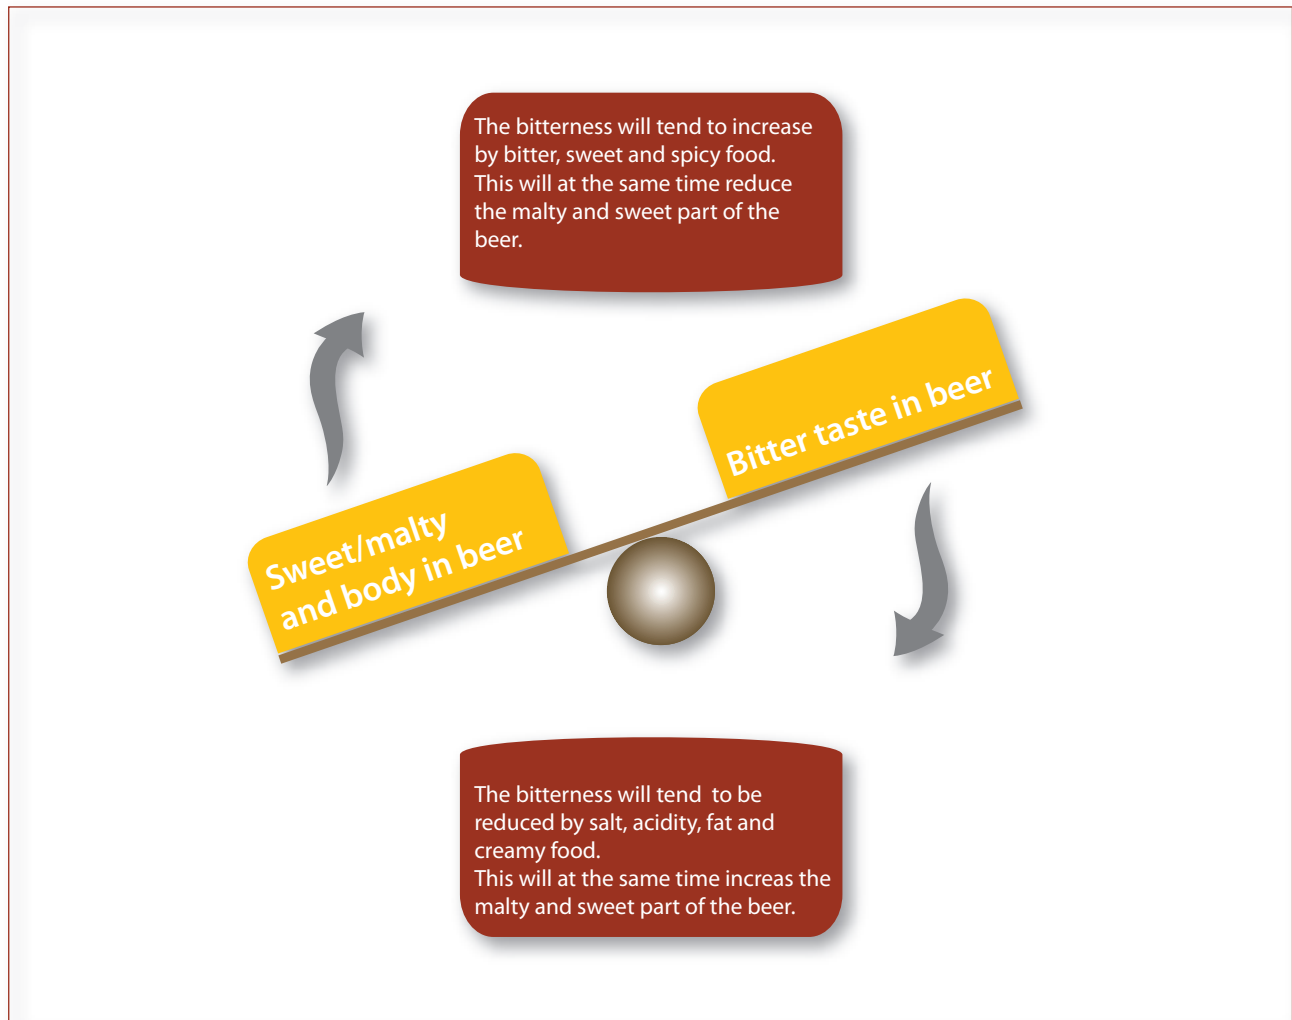 The bitterness will tend to increase
by bitter, sweet and spicy food.
This will at the same time reduce
the malty and sweet part of the
beer.
Bitter taste in beer
Sweet/malty
and body in beer
The bitterness will tend  to be
reduced by salt, acidity, fat and
creamy food.
This will at the same time increas the
malty and sweet part of the beer.